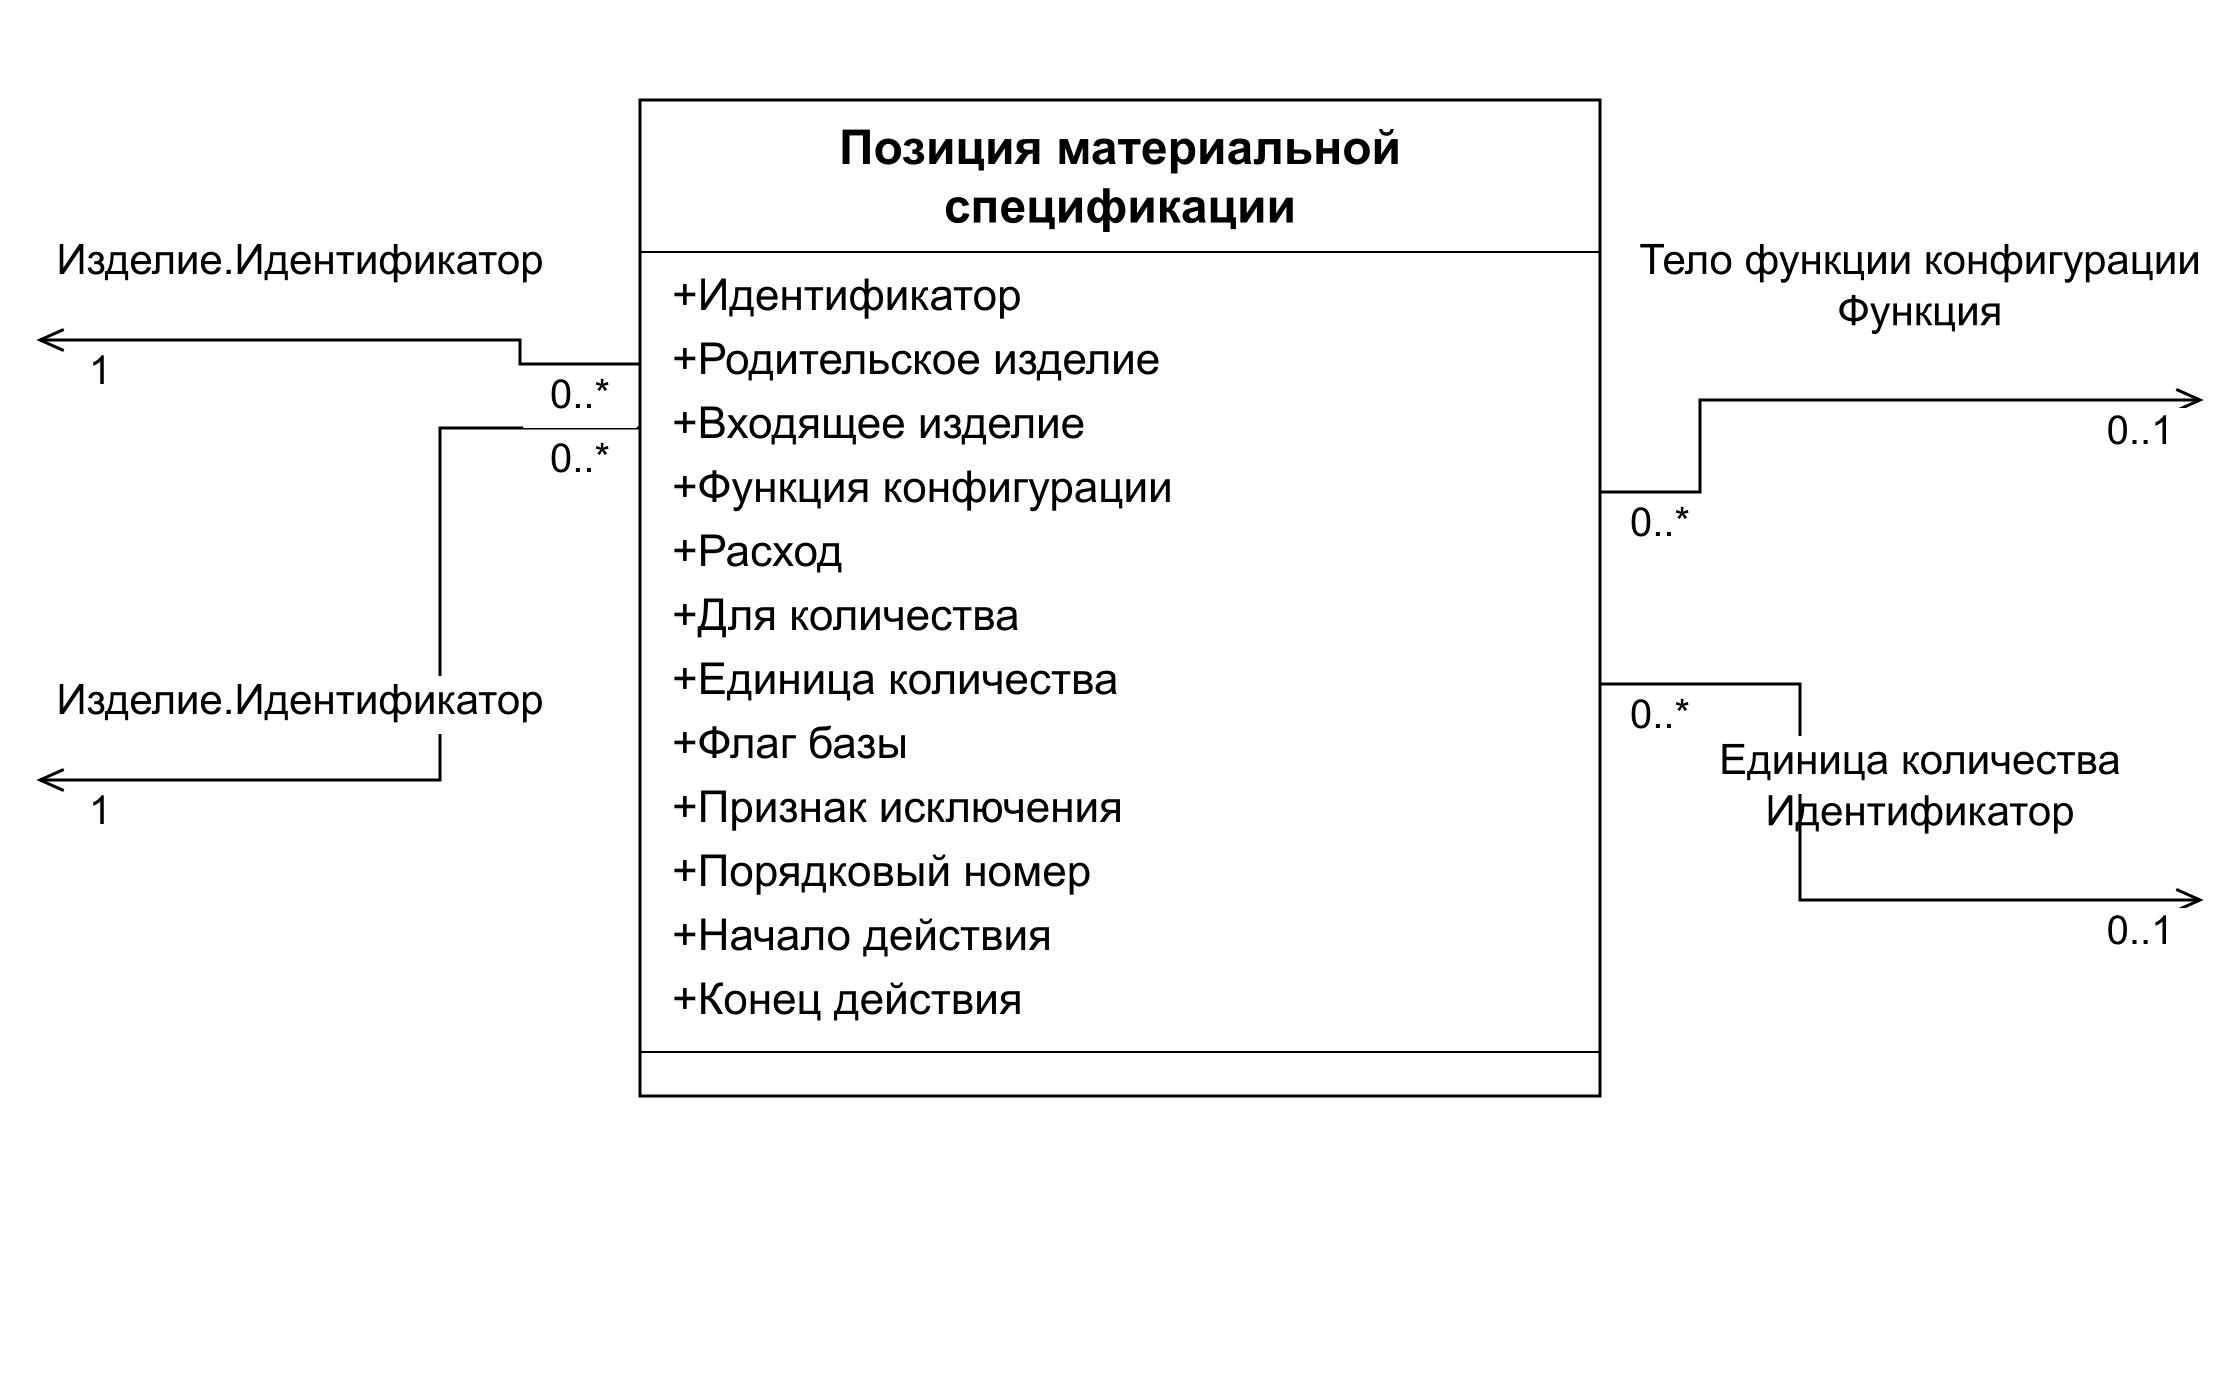 Позиция материальной
спецификации
Изделие.Идентификатор
1
0..*
0..*
Изделие.Идентификатор
1
+Идентификатор
+Родительское изделие
+Входящее изделие
+Функция конфигурации
+Расход
+Для количества
+Единица количества
+Флаг базы
+Признак исключения
+Порядковый номер
+Начало действия
+Конец действия
Тело функции конфигурации
Функция
0..1
0..*
0..*
Единица количества
Идентификатор
0..1